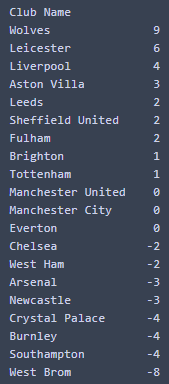 Club Name
Wolves 9
Leicester 6
Liverpool 4
Aston Villa 3
Leeds 2
Sheffield United 2
Fulham 2
Brighton 1
Tottenham 1
Manchester United 0
Manchester City 0
Everton 0
Chelsea -2
West Ham -2
Arsenal -3
Newcastle -3
Crystal Palace -4
Burnley -4
Southampton -4
West Brom -8